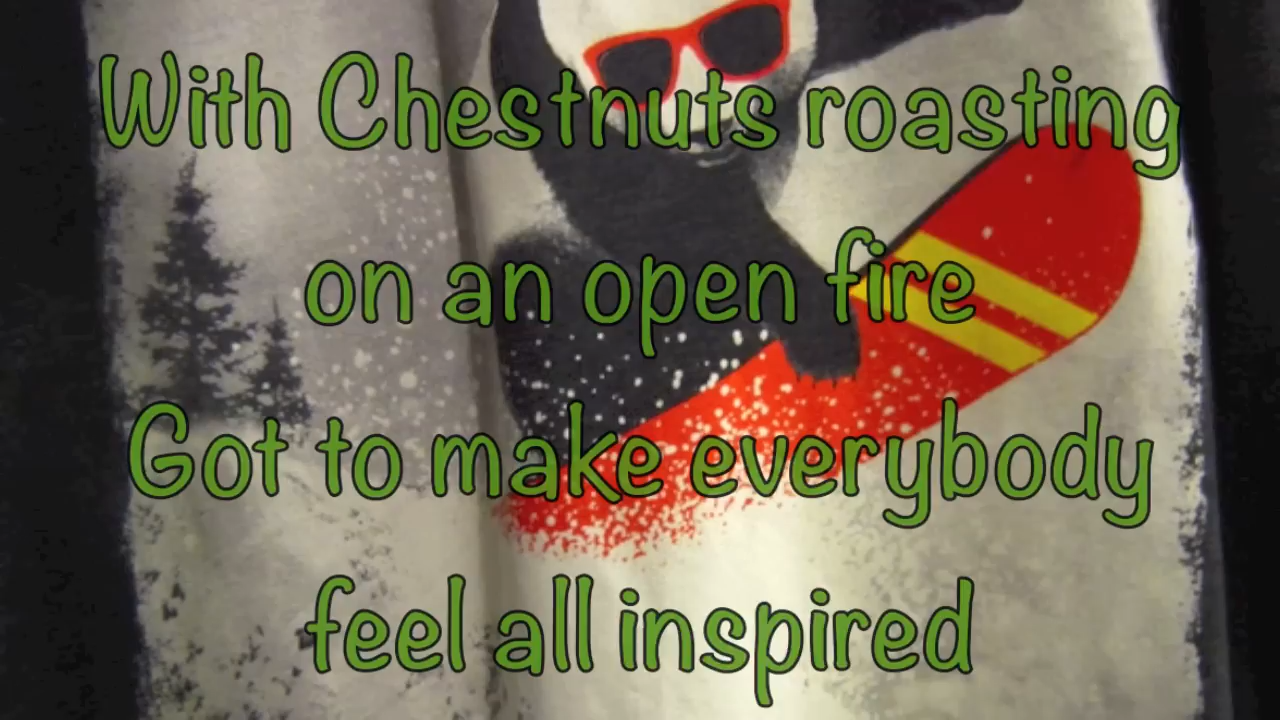 With Chestnuts roasting
on an open fire
Got to make everybody
feel all inspired